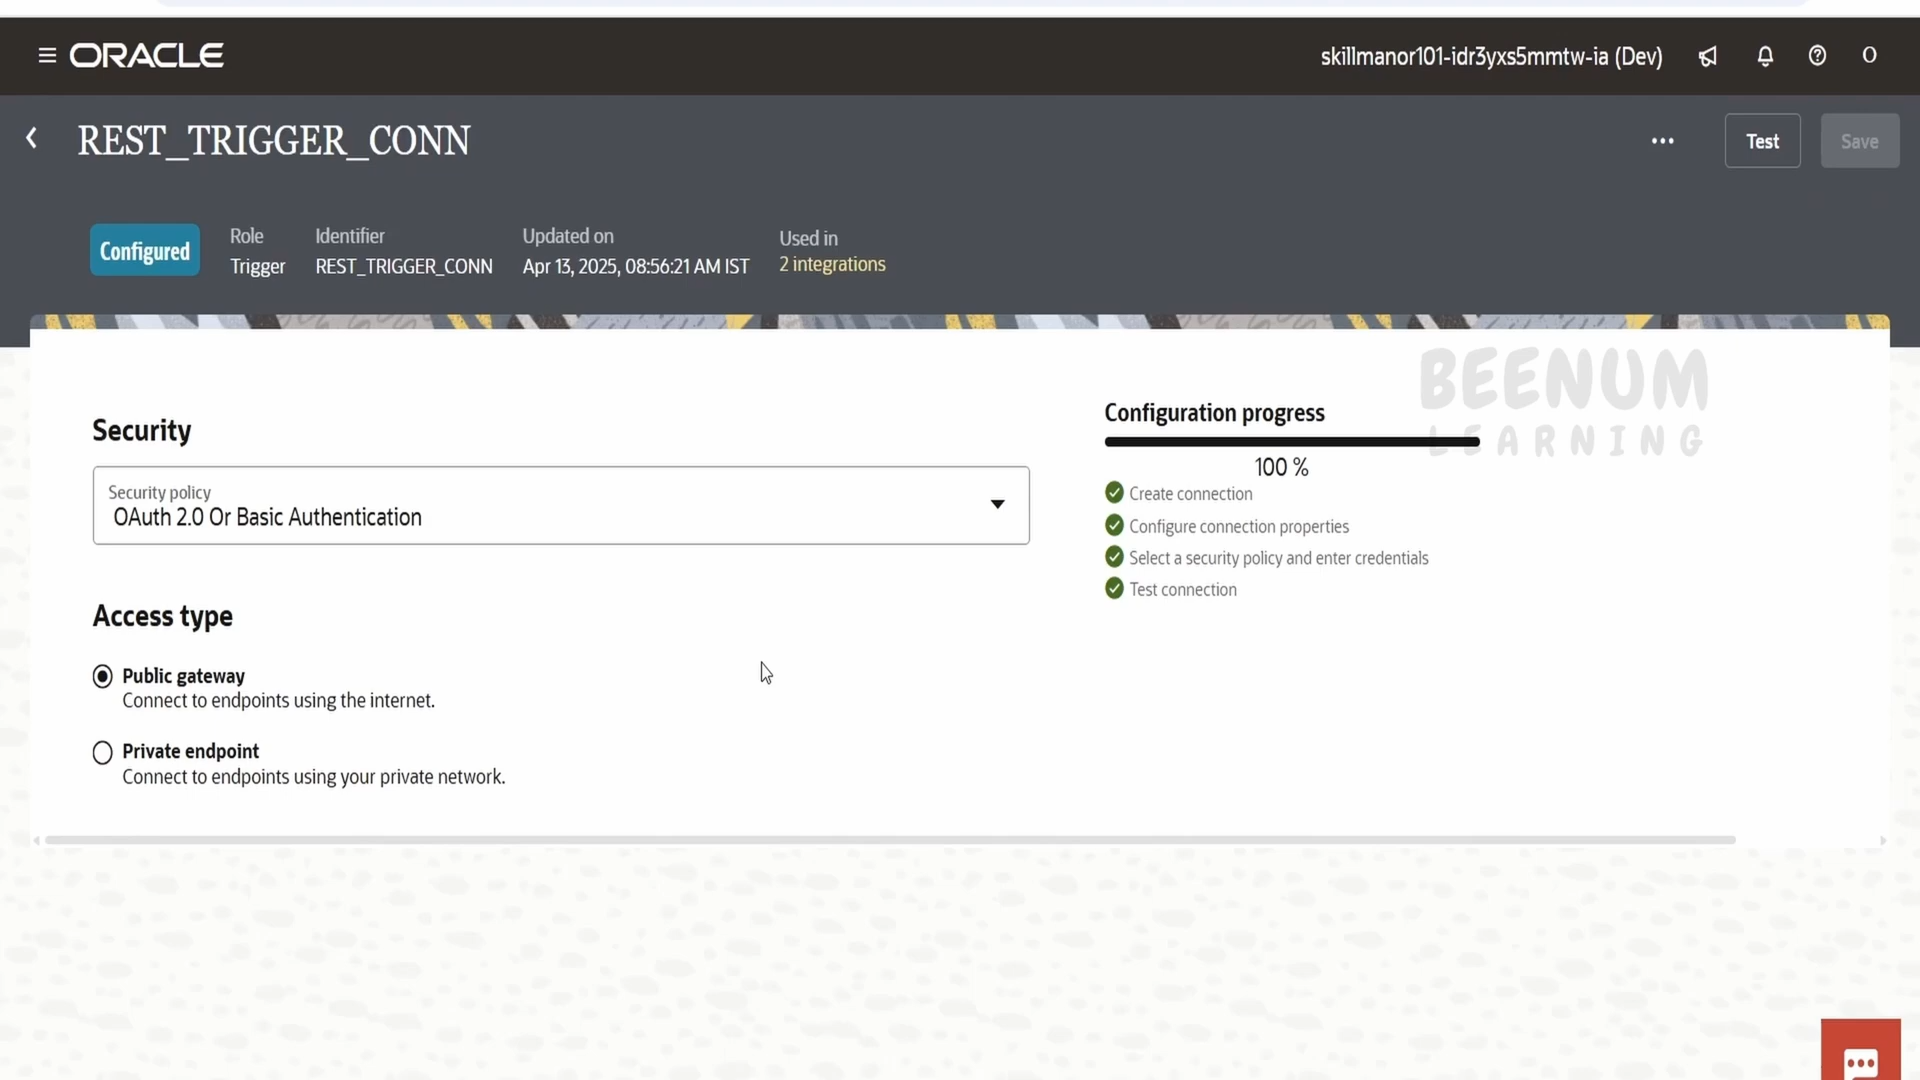 ORACLE
skillmanor101-idr3yxs5mmtw-ia (Dev)
O
REST_TRIGGER_CONN
Test
Save
Configured
Role
Trigger
Identifier
REST_TRIGGER_CONN
Updated on
Apr 13, 2025, 08:56:21 AM IST
Used in
2 integrations
BEENUM
LEARNING
Security
Security policy
OAuth 2.0 Or Basic Authentication
Access type
Public gateway
Connect to endpoints using the internet.
Private endpoint
Connect to endpoints using your private network.
Configuration progress
100 %
Create connection
Configure connection properties
Select a security policy and enter credentials
Test connection